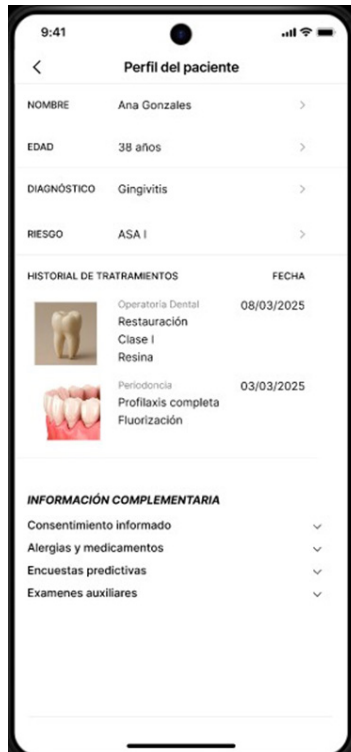 9:41
Perfil del paciente
NOMBRE Ana Gonzales
EDAD 38 años
DIAGNÓSTICO Gingivitis
RIESGO ASA I
HISTORIAL DE TRATRAMIENTOS FECHA
Operatoria Dental 08/03/2025
Restauración
Clase I
Resina
Periodoncia 03/03/2025
Profilaxis completa
Fluorización
INFORMACIÓN COMPLEMENTARIA
Consentimiento informado
Alergias y medicamentos
Encuestas predictivas
Examenes auxiliares